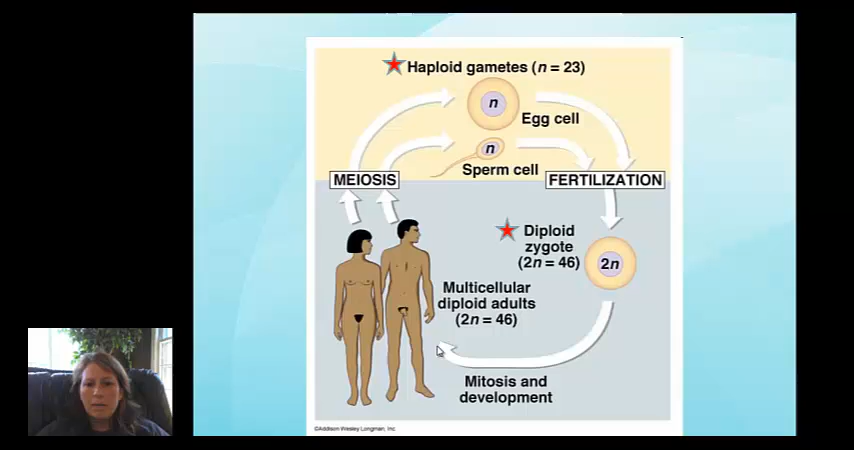 Haploid gametes (n = 23)
n
Egg cell
n
Sperm cell
MEIOSIS
FERTILIZATION
Diploid
zygote
(2n = 46)
2n
Multicellular
diploid adults
(2n = 46)
Mitosis and
development
©Addison Wesley Longman, Inc.